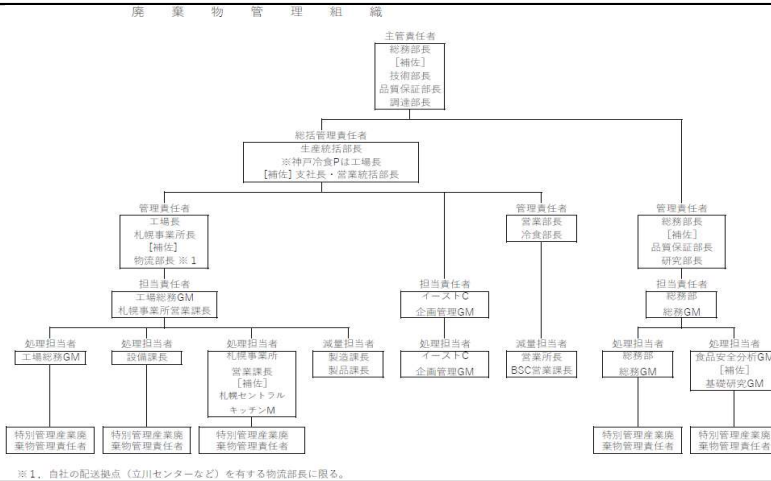 廃棄物管理組織
主管責任者
総務部長
[補佐]
技術部長
品質保証部長
調達部長
総括管理責任者
生産統括部長
※神戸冷食Pは工場長
[補佐] 支社長・営業統括部長
管理責任者
工場長
札幌事業所長
[補佐]
物流部長 ※1
管理責任者
営業部長
冷食部長
管理責任者
総務部長
[補佐]
品質保証部長
研究部長
担当責任者
工場総務GM
札幌事業所営業課長
担当責任者
イーストC
企画管理GM
担当責任者
総務部
総務GM
処理担当者
工場総務GM
処理担当者
設備課長
処理担当者
札幌事業所
営業課長
[補佐]
札幌セントラル
キッチンM
減量担当者
製造課長
製品課長
処理担当者
イーストC
企画管理GM
減量担当者
営業所長
BSC営業課長
処理担当者
総務部
総務GM
処理担当者
食品安全分析GM
[補佐]
基礎研究GM
特別管理産業廃
棄物管理責任者
特別管理産業廃
棄物管理責任者
特別管理産業廃
棄物管理責任者
特別管理産業廃
棄物管理責任者
特別管理産業廃
棄物管理責任者
※1．自社の配送拠点（立川センターなど）を有する物流部長に限る。